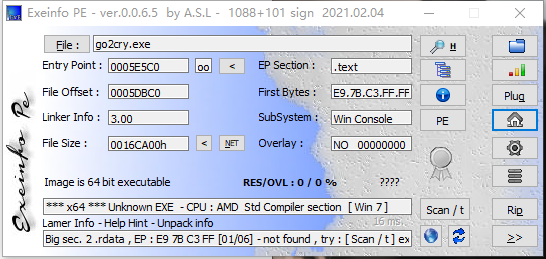 Exeinfo PE - ver.0.0.6.5 by A.S.L - 1088+101 sign 2021.02.04
File : go2cry.exe
H
Entry Point : 0005E5C0 oo < EP Section : .text
File Offset : 0005DBC0 First Bytes : E9.7B.C3.FF.FF
Plug
Linker Info : 3.00 SubSystem : Win Console PE
File Size : 0016CA00h < NET Overlay : NO 00000000
Image is 64 bit executable RES/OVL : 0 / 0 % ????
*** x64 *** Unknown EXE - CPU : AMD Std Compiler section [ Win 7 ] Scan / t Rip
Lamer Info - Help Hint - Unpack info 16 ms.
Big sec. 2 .rdata , EP : E9 7B C3 FF [01/06] - not found , try : [ Scan / t ] ex >>
Exeinfo Pe